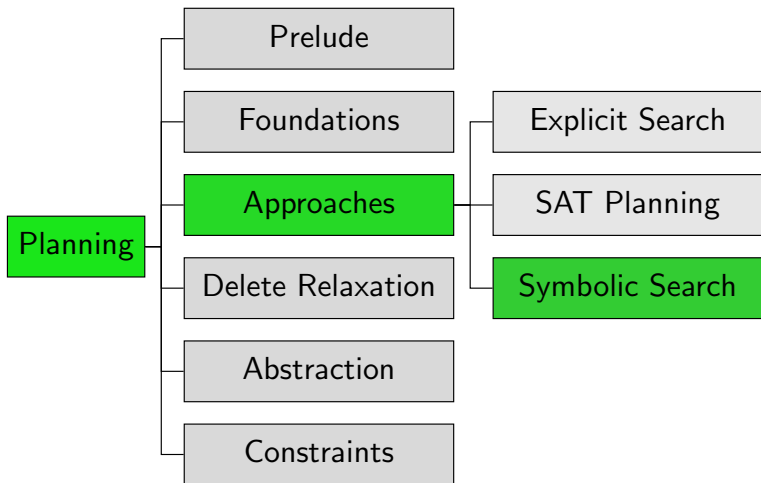 Prelude
Foundations
Explicit Search
Approaches
SAT Planning
Planning
Delete Relaxation
Symbolic Search
Abstraction
Constraints